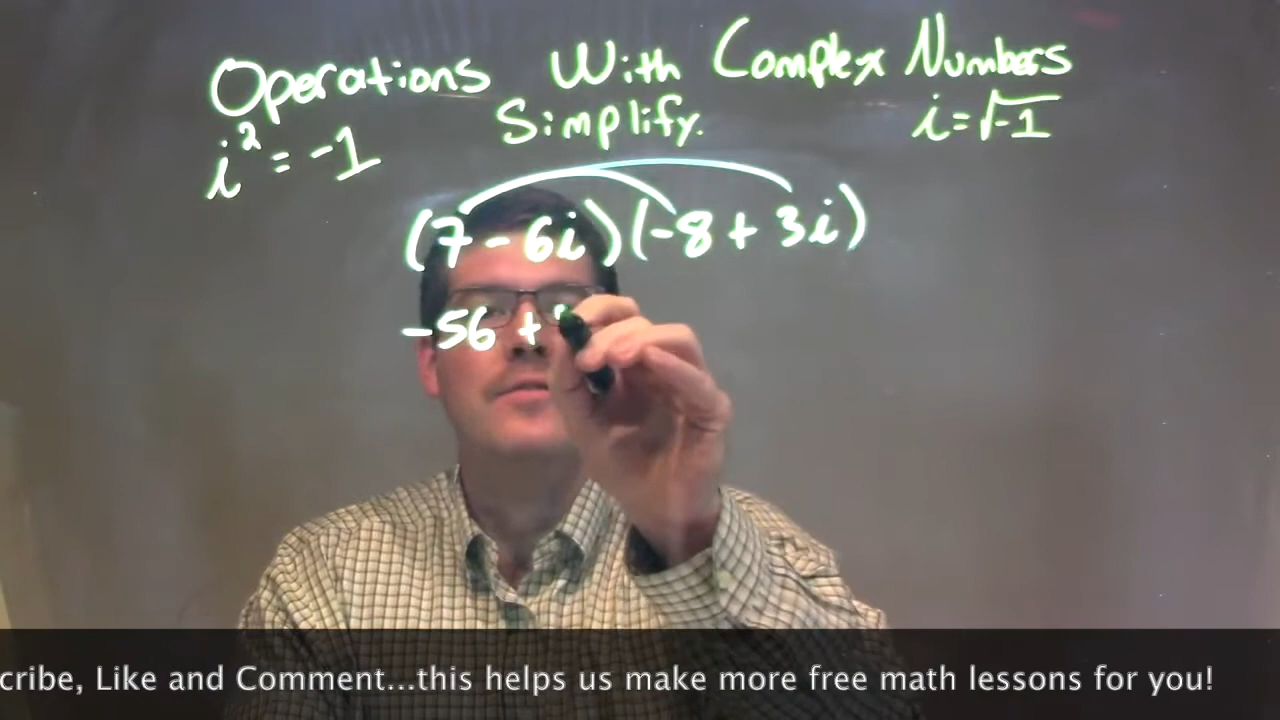 Operations With Complex Numbers
i² = -1 Simplify. i = √-1
(7 - 6i)(-8 + 3i)
-56 +
cribe, Like and Comment...this helps us make more free math lessons for you!